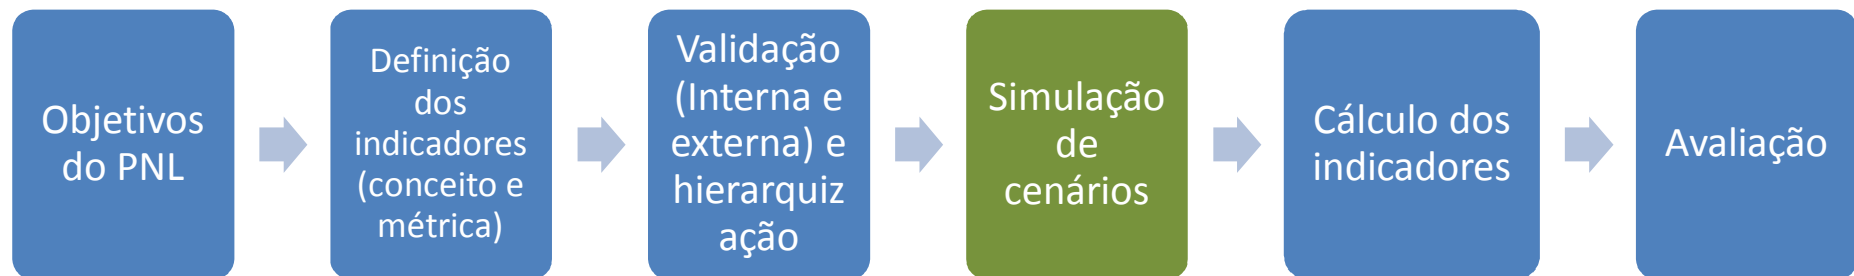 Objetivos
do PNL
Definição
dos
indicadores
(conceito e
métrica)
Validação
(Interna e
externa) e
hierarquiz
ação
Simulação
de
cenários
Cálculo dos
indicadores
Avaliação